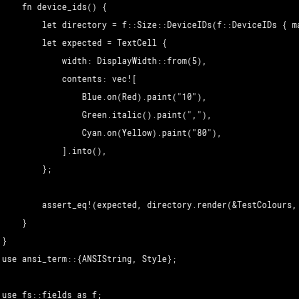 fn device_ids() {
let directory = f::Size::DeviceIDs(f::DeviceIDs {
let expected = TextCell {
width: DisplayWidth::from(5),
contents: vec![
Blue.on(Red).paint("10"),
Green.italic().paint(","),
Cyan.on(Yellow).paint("80"),
].into(),
};
assert_eq!(expected, directory.render(&TestColours,
}
}
use ansi_term::{ANSIString, Style};
use fs::fields as f;